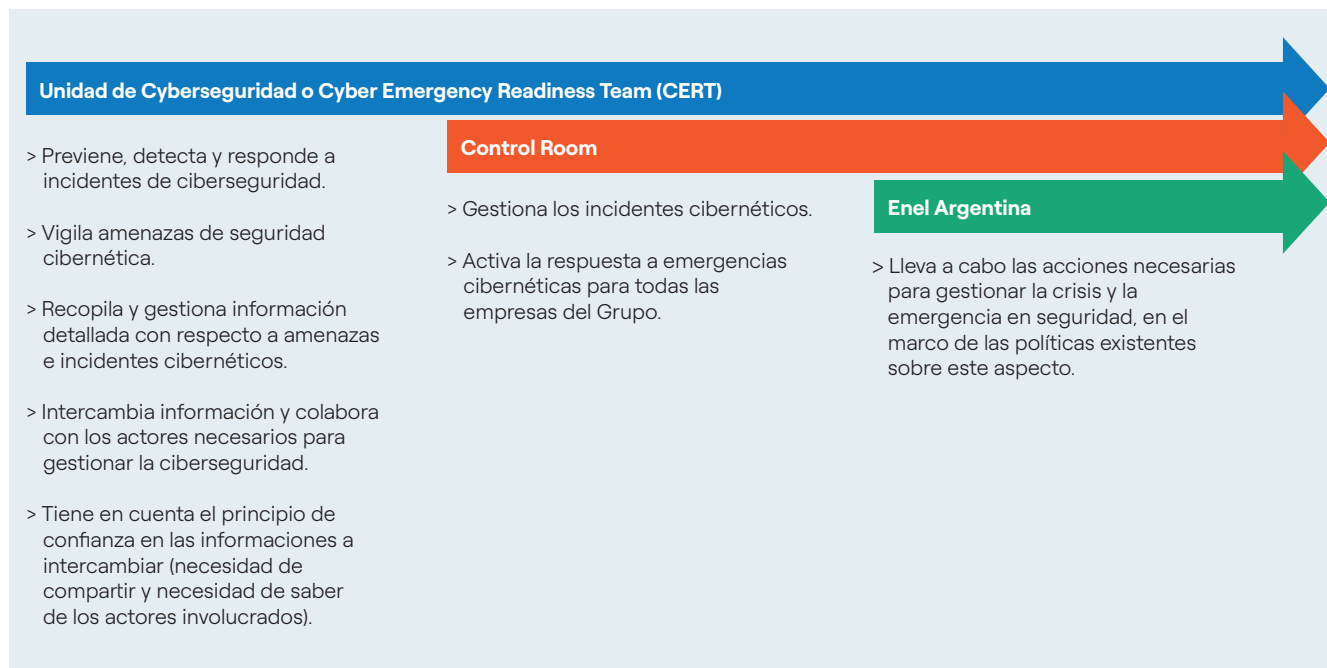 Unidad de Cyberseguridad o Cyber Emergency Readiness Team (CERT)
> Previene, detecta y responde a
incidentes de ciberseguridad.
> Vigila amenazas de seguridad
cibernética.
> Recopila y gestiona información
detallada con respecto a amenazas
e incidentes cibernéticos.
> Intercambia información y colabora
con los actores necesarios para
gestionar la ciberseguridad.
> Tiene en cuenta el principio de
confianza en las informaciones a
intercambiar (necesidad de
compartir y necesidad de saber
de los actores involucrados).
Control Room
> Gestiona los incidentes cibernéticos.
> Activa la respuesta a emergencias
cibernéticas para todas las
empresas del Grupo.
Enel Argentina
> Lleva a cabo las acciones necesarias
para gestionar la crisis y la
emergencia en seguridad, en el
marco de las políticas existentes
sobre este aspecto.